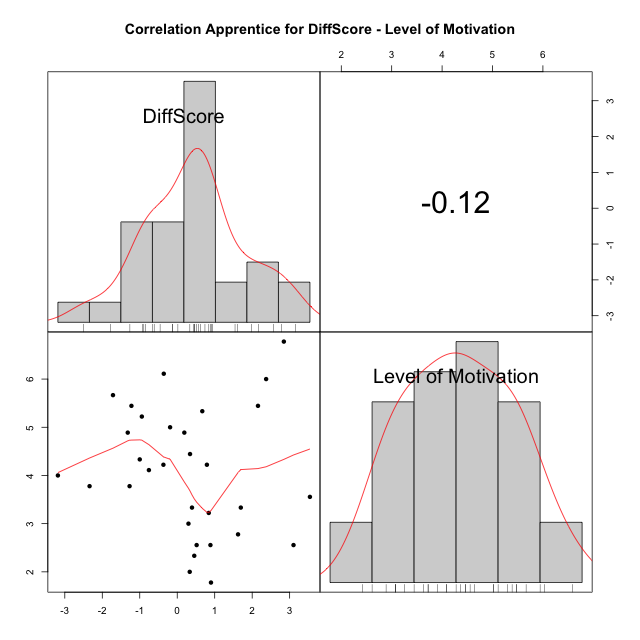 Correlation Apprentice for DiffScore - Level of Motivation
2 3 4 5 6
DiffScore
-0.12
3
2
1
0
-1
-2
-3
Level of Motivation
6
5
4
3
2
-3 -2 -1 0 1 2 3